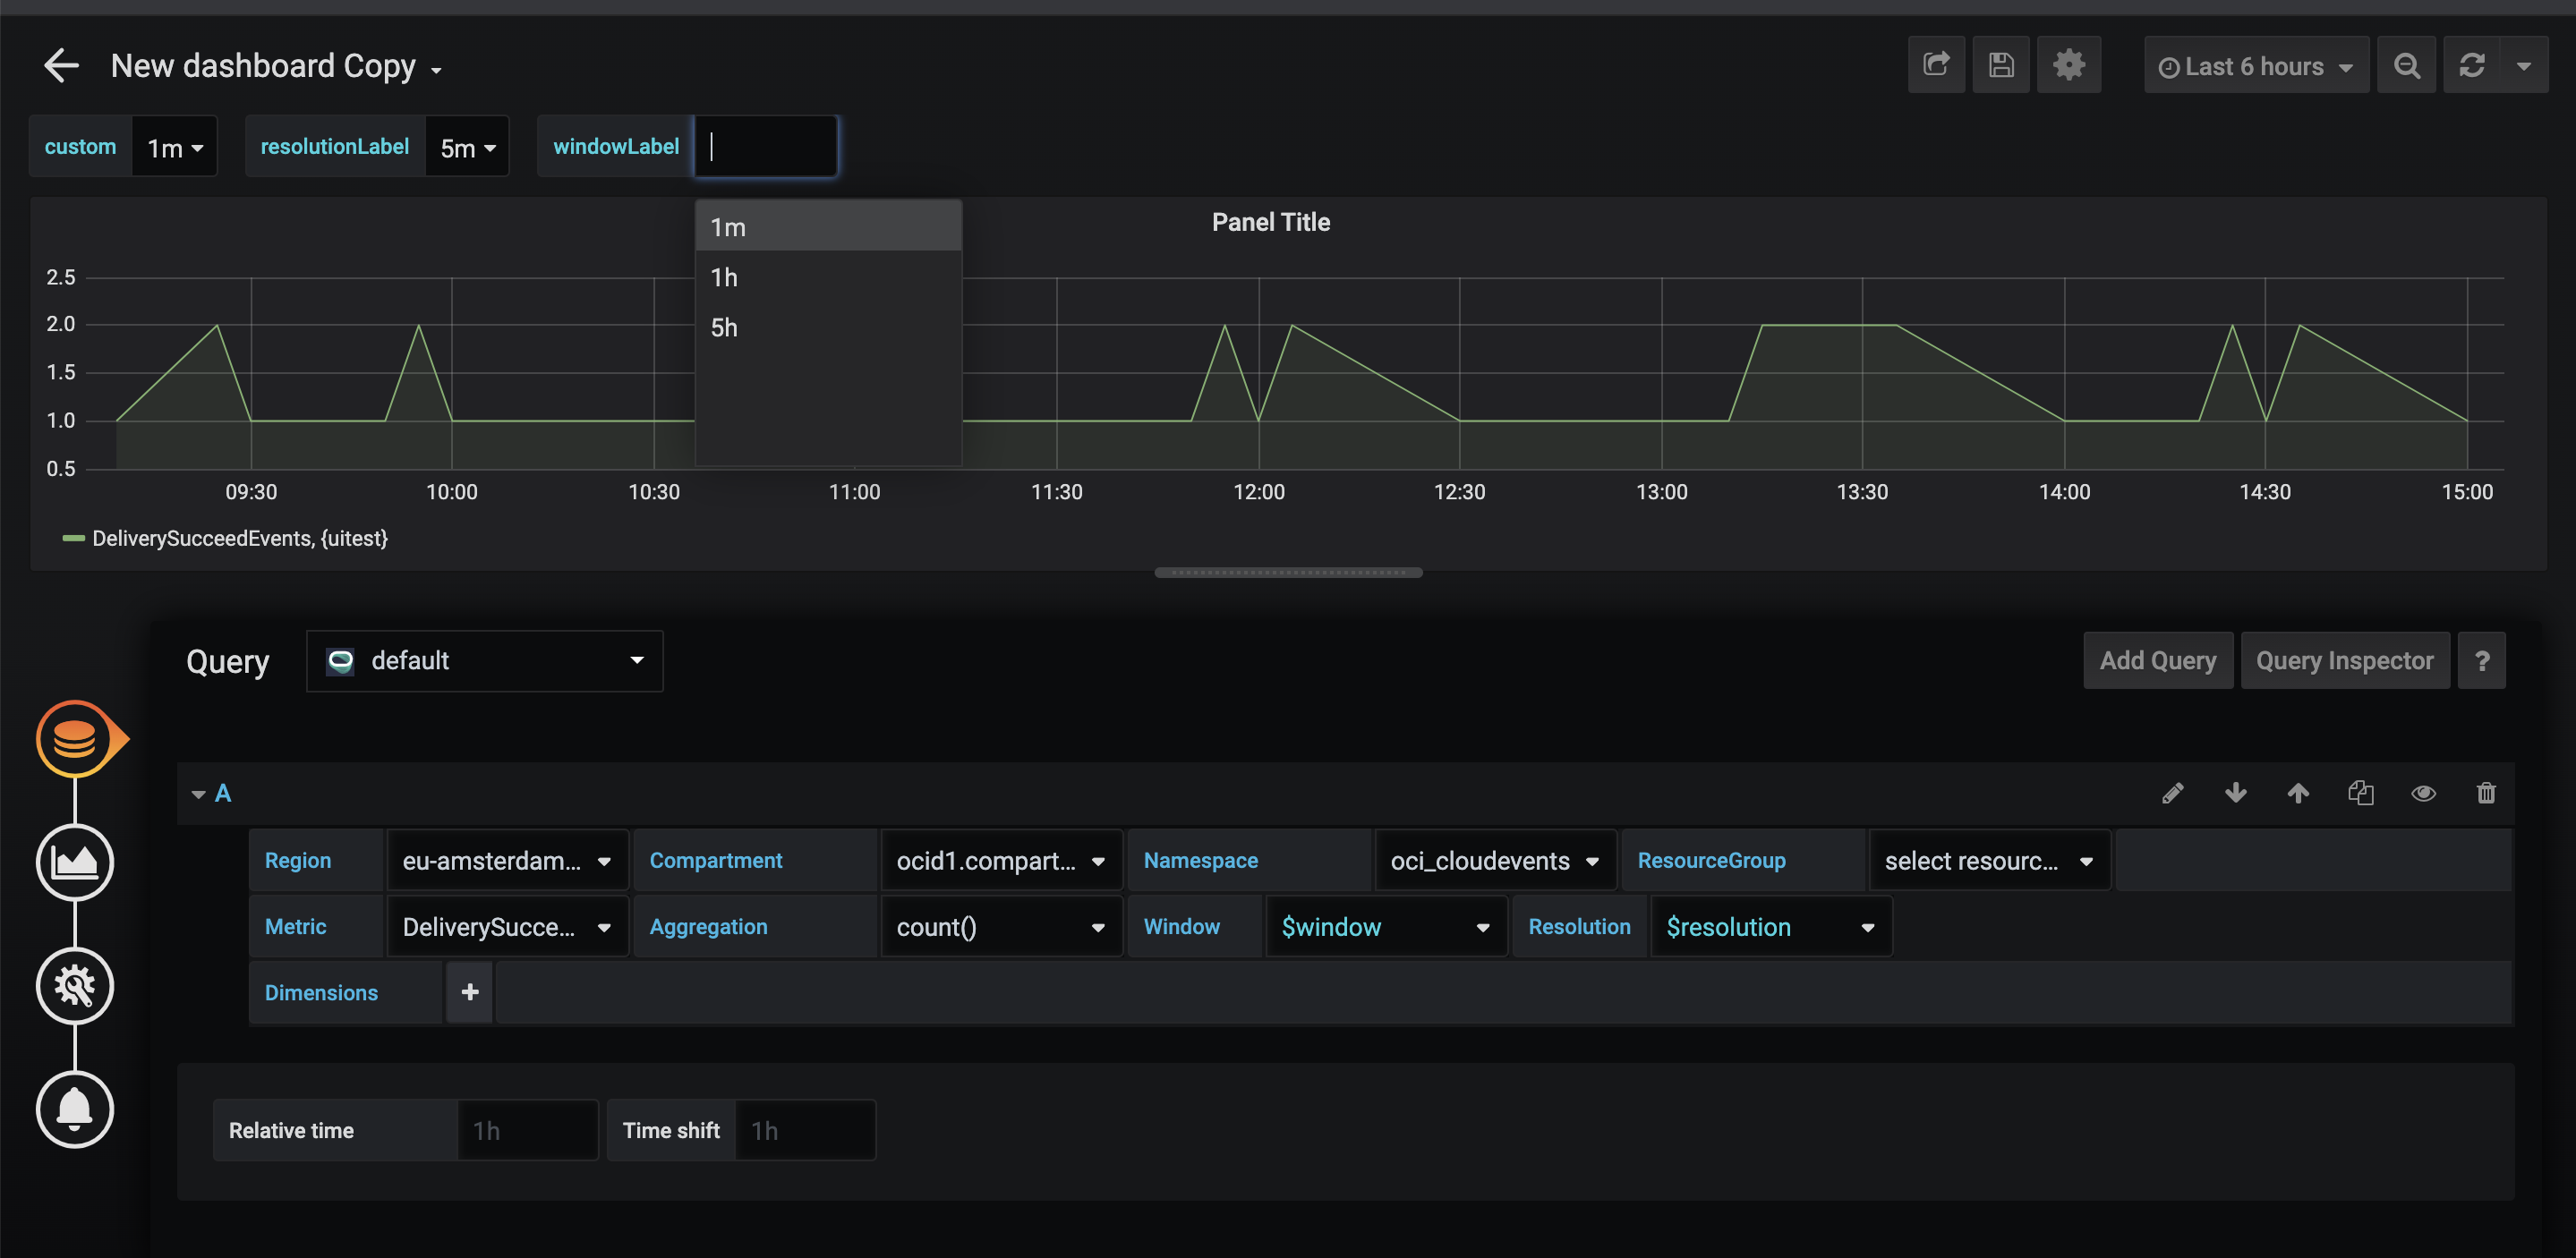 New dashboard Copy
Last 6 hours
custom 1m resolutionLabel 5m windowLabel
1m
1h
5h
Panel Title
2.5
2.0
1.5
1.0
0.5
09:30 10:00 10:30 11:00 11:30 12:00 12:30 13:00 13:30 14:00 14:30 15:00
DeliverySucceedEvents, {uitest}
Query default Add Query Query Inspector ?
A
Region eu-amsterdam... Compartment ocid1.compart... Namespace oci_cloudevents ResourceGroup select resourc...
Metric DeliverySucce... Aggregation count() Window $window Resolution $resolution
Dimensions +
Relative time 1h Time shift 1h